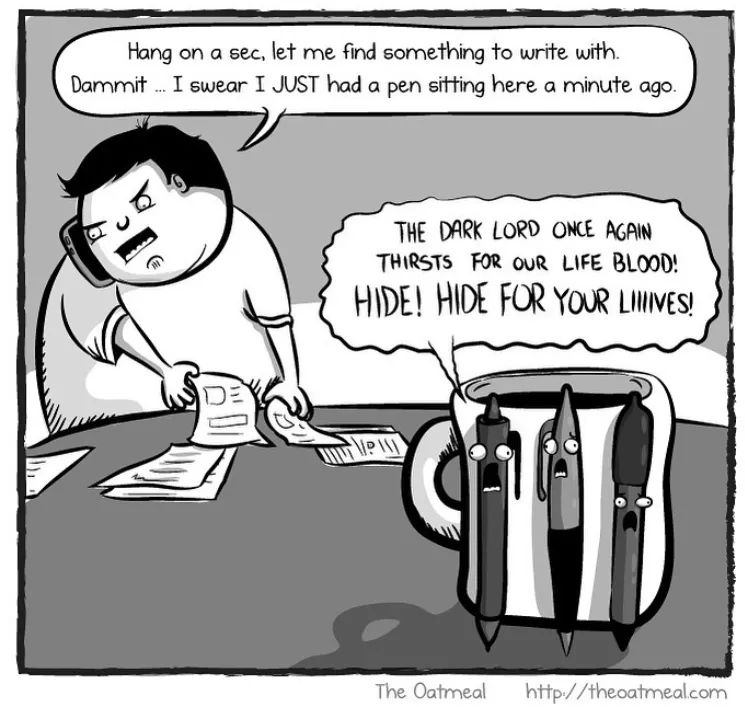 Hang on a sec, let me find something to write with.
Dammit ... I swear I JUST had a pen sitting here a minute ago.
THE DARK LORD ONCE AGAIN
THIRSTS FOR OUR LIFE BLOOD!
HIDE! HIDE FOR YOUR LIIIIVES!
The Oatmeal http://theoatmeal.com